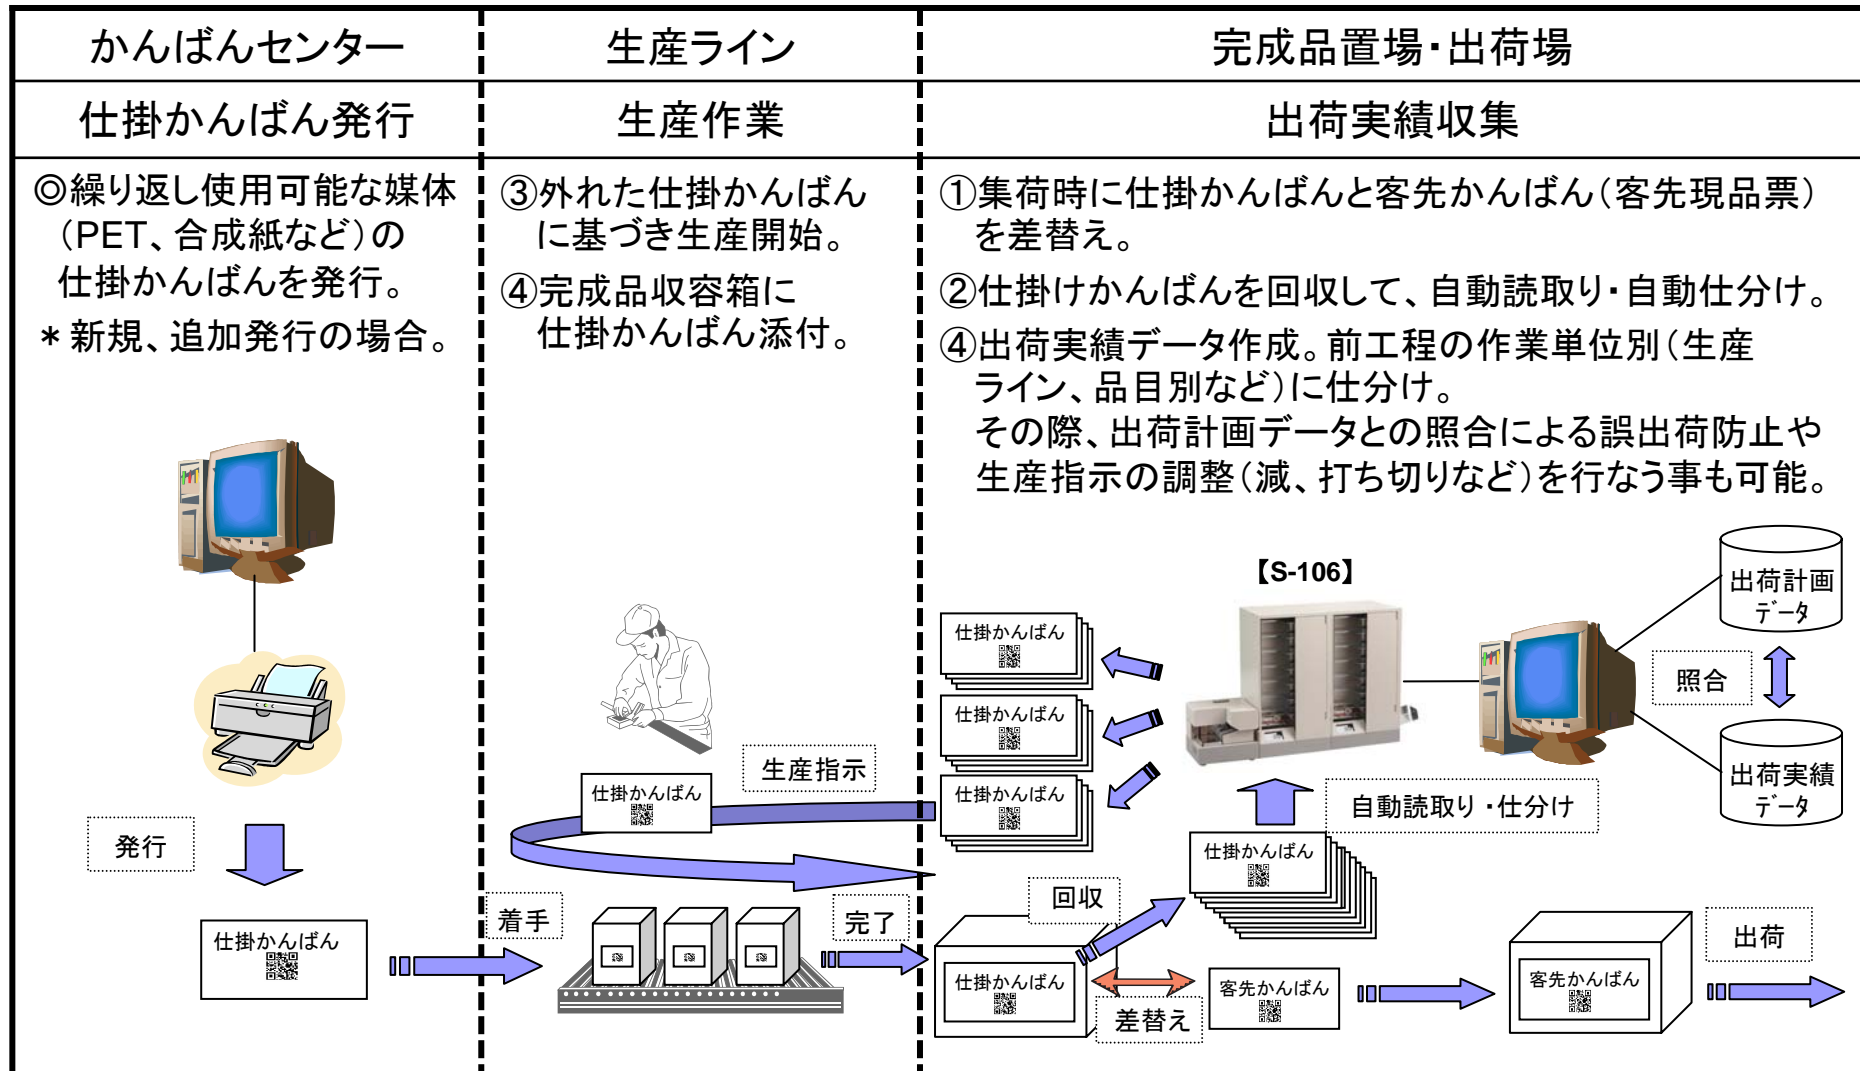 かんばんセンター
生産ライン
完成品置場・出荷場
仕掛かんばん発行
生産作業
出荷実績収集
◎繰り返し使用可能な媒体
（PET、合成紙など）の
仕掛かんばんを発行。
＊新規、追加発行の場合。
③外れた仕掛かんばん
に基づき生産開始。
④完成品収容箱に
仕掛かんばん添付。
①集荷時に仕掛かんばんと客先かんばん（客先現品票）
を差替え。
②仕掛けかんばんを回収して、自動読取り・自動仕分け。
④出荷実績データ作成。前工程の作業単位別（生産
ライン、品目別など）に仕分け。
その際、出荷計画データとの照合による誤出荷防止や
生産指示の調整（減、打ち切りなど）を行なう事も可能。
【S-106】
出荷計画
ﾃﾞｰﾀ
照合
出荷実績
ﾃﾞｰﾀ
仕掛かんばん
仕掛かんばん
仕掛かんばん
生産指示
仕掛かんばん
自動読取り・仕分け
仕掛かんばん
発行
仕掛かんばん
着手
完了
回収
仕掛かんばん
差替え
客先かんばん
客先かんばん
出荷